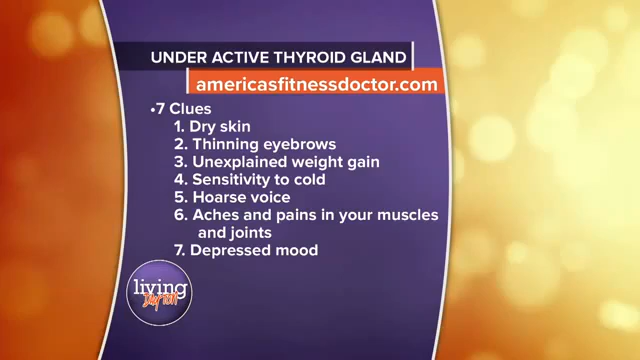 UNDER ACTIVE THYROID GLAND
americasfitnessdoctor.com
•7 Clues
1. Dry skin
2. Thinning eyebrows
3. Unexplained weight gain
4. Sensitivity to cold
5. Hoarse voice
6. Aches and pains in your muscles
and joints
7. Depressed mood
living
DAYTON